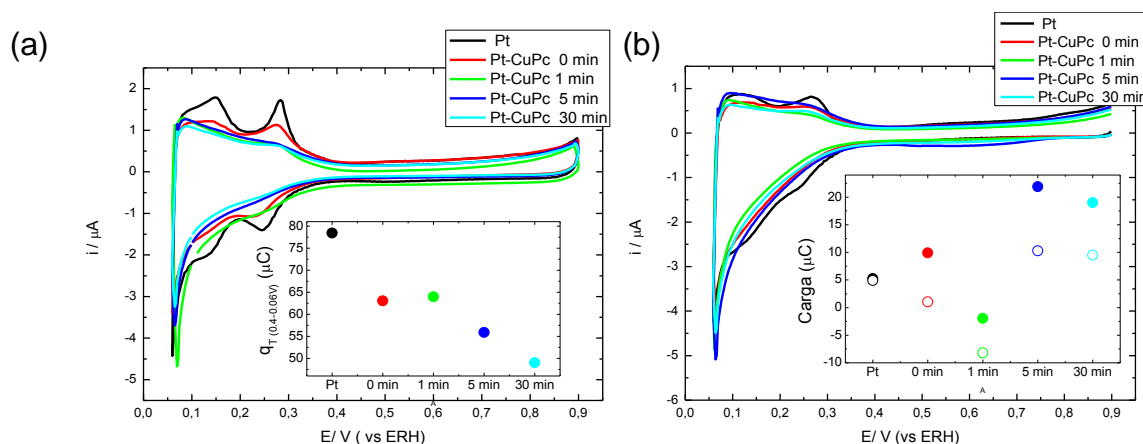 (a)
Pt
Pt-CuPc 0 min
Pt-CuPc 1 min
Pt-CuPc 5 min
Pt-CuPc 30 min
2
1
0
-1
-2
-3
-4
-5
i / μA
0,0 0,1 0,2 0,3 0,4 0,5 0,6 0,7 0,8 0,9
E/ V ( vs ERH)
80
75
70
65
60
55
50
qT (0.4-0.06V) (μC)
Pt 0 min 1 min 5 min 30 min
A
(b)
Pt
Pt-CuPc 0 min
Pt-CuPc 1 min
Pt-CuPc 5 min
Pt-CuPc 30 min
2
1
0
-1
-2
-3
-4
-5
-6
i / μA
0,0 0,1 0,2 0,3 0,4 0,5 0,6 0,7 0,8 0,9
E/ V (vs ERH)
20
15
10
5
0
-5
-10
Carga (μC)
Pt 0 min 1 min 5 min 30 min
A